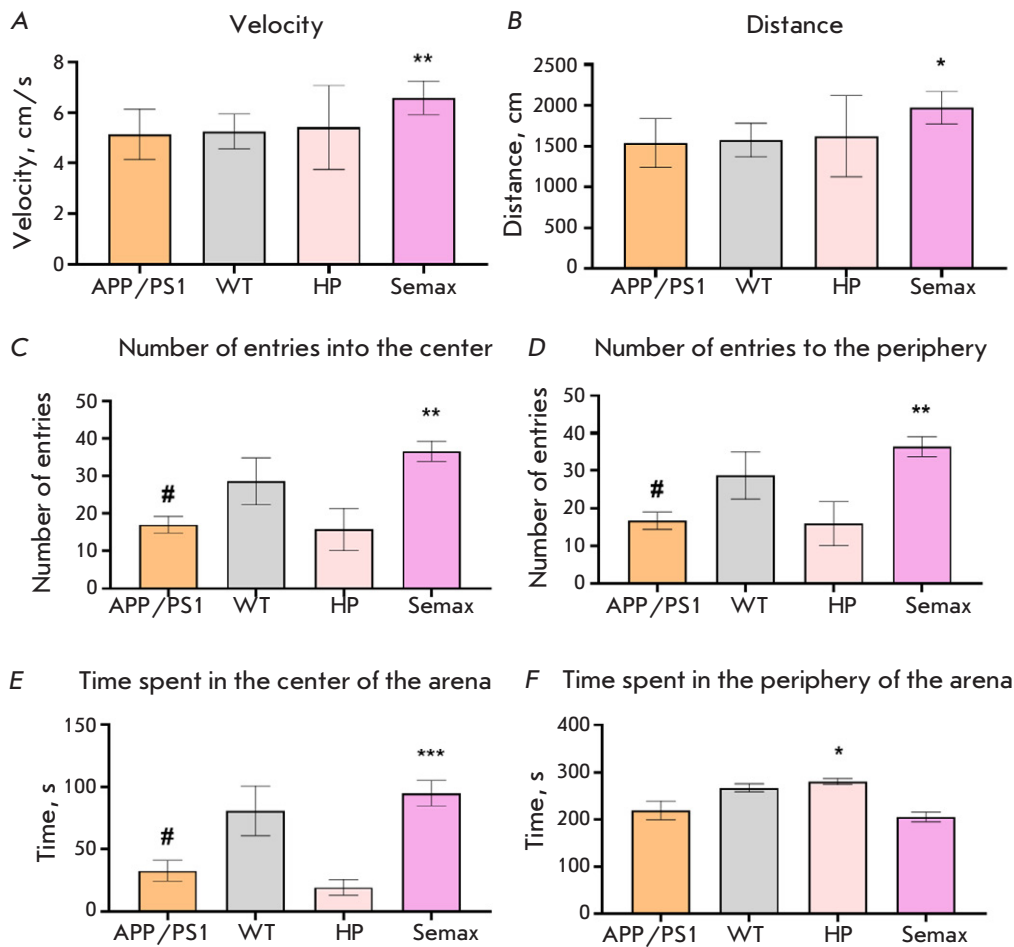 A Velocity
Velocity, cm/s
8
6
4
2
0
**
APP/PS1 WT HP Semax
B Distance
Distance, cm
2500
2000
1500
1000
500
0
*
APP/PS1 WT HP Semax
C Number of entries into the center
Number of entries
50
40
30
20
10
0
#
**
APP/PS1 WT HP Semax
D Number of entries to the periphery
Number of entries
50
40
30
20
10
0
#
**
APP/PS1 WT HP Semax
E Time spent in the center of the arena
Time, s
150
100
50
0
#
***
APP/PS1 WT HP Semax
F Time spent in the periphery of the arena
Time, s
400
300
200
100
0
*
APP/PS1 WT HP Semax